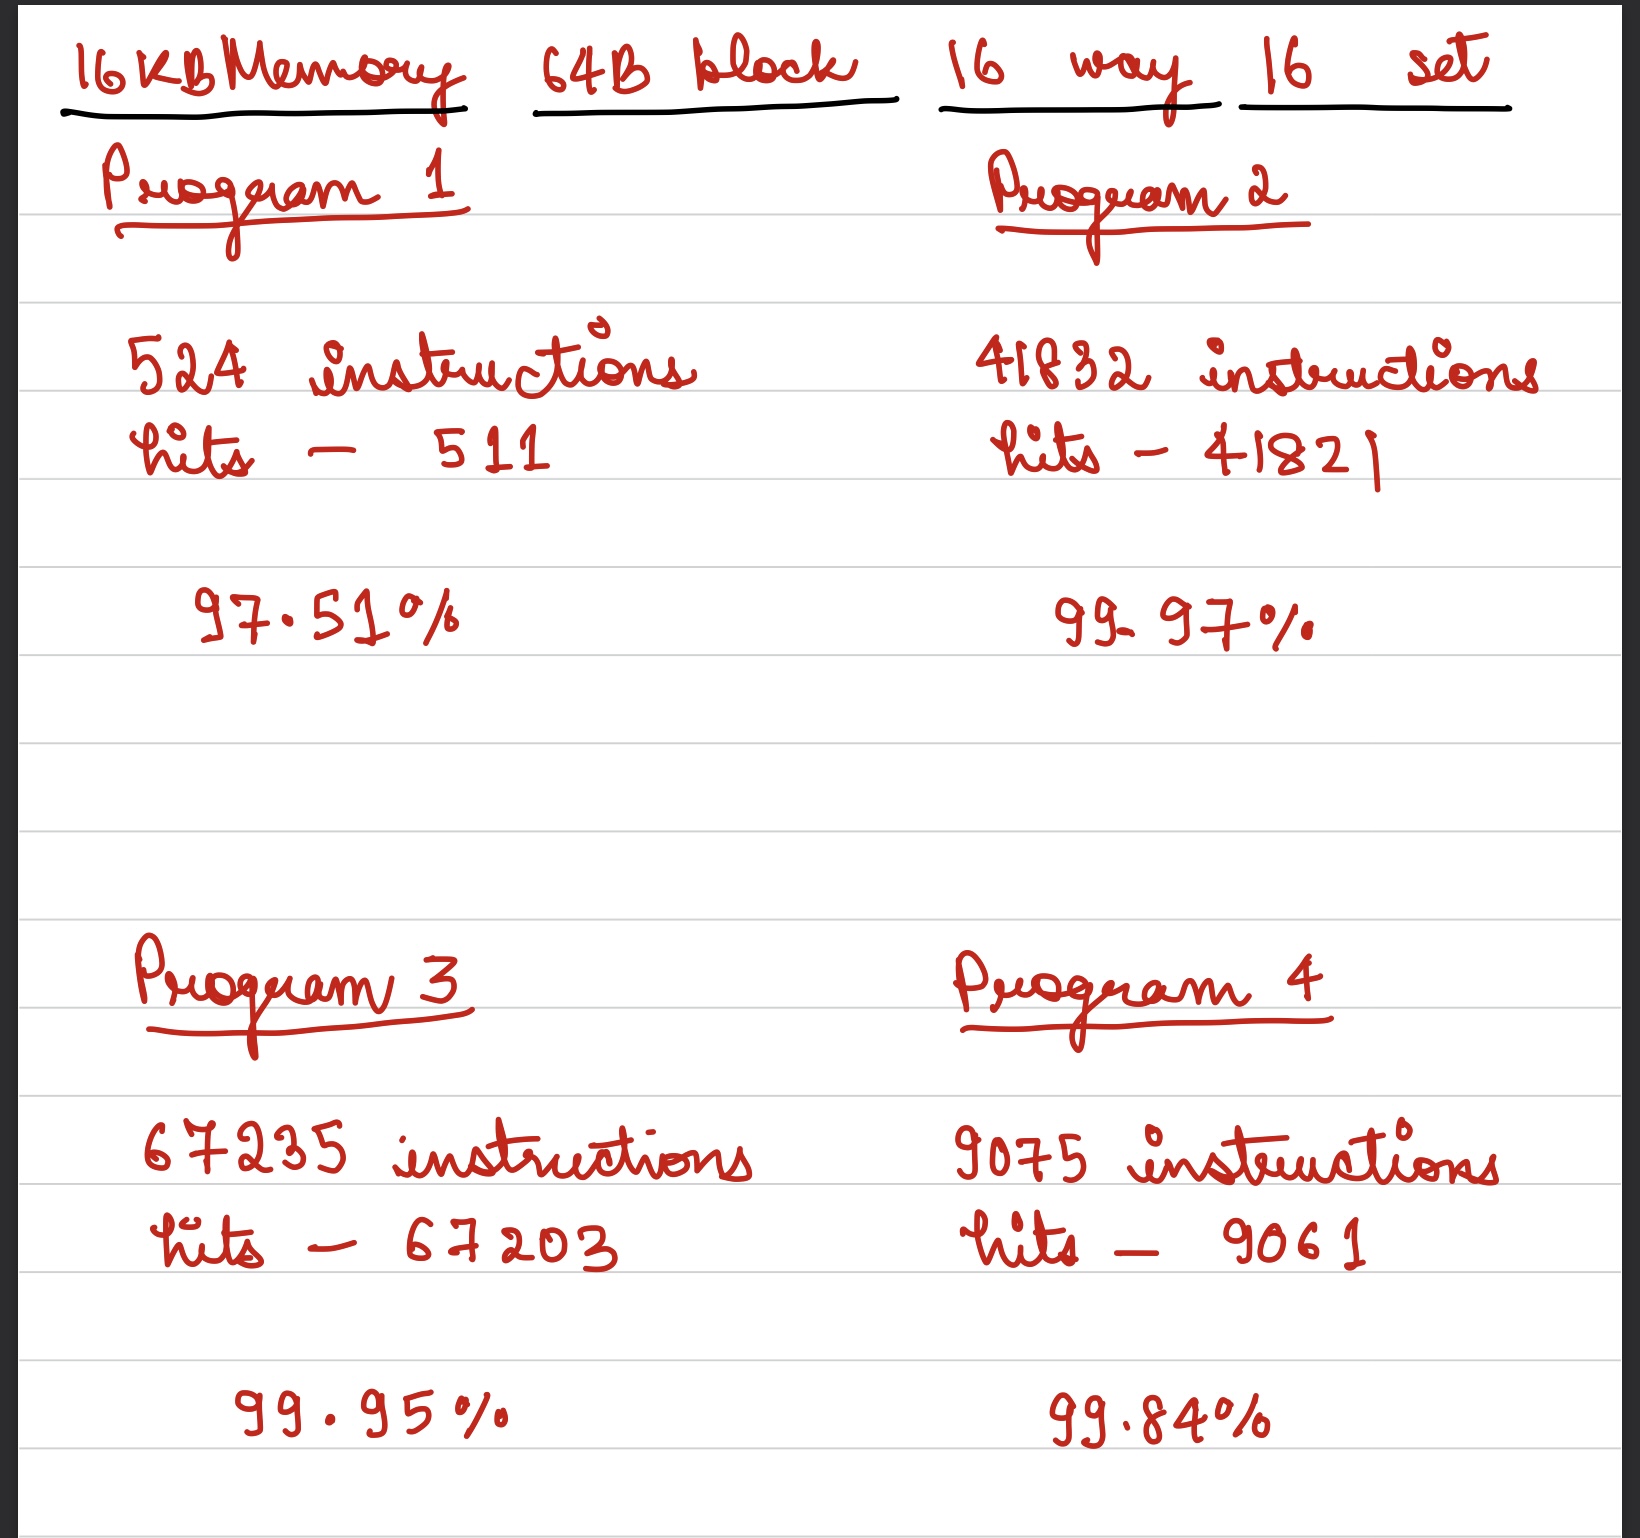 16KB Memory 64B block 16 way 16 set
Program 1 Program 2
524 instructions 41832 instructions
hits - 511 hits - 41821
97.51% 99.97%
Program 3 Program 4
67235 instructions 9075 instructions
hits - 67203 hits - 9061
99.95% 99.84%